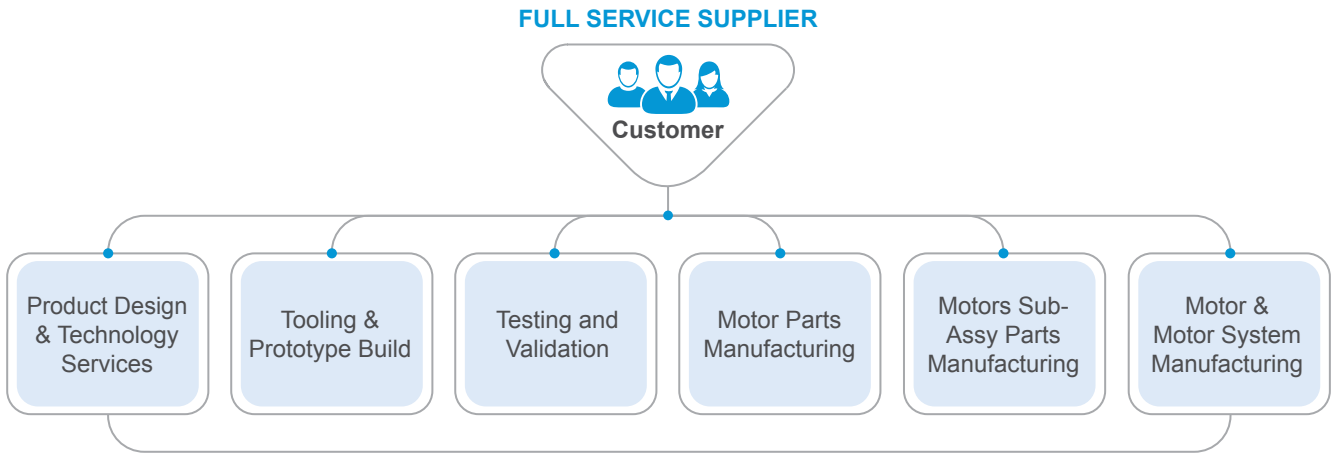 FULL SERVICE SUPPLIER
Customer
Product Design
& Technology
Services
Tooling &
Prototype Build
Testing and
Validation
Motor Parts
Manufacturing
Motors Sub-
Assy Parts
Manufacturing
Motor &
Motor System
Manufacturing